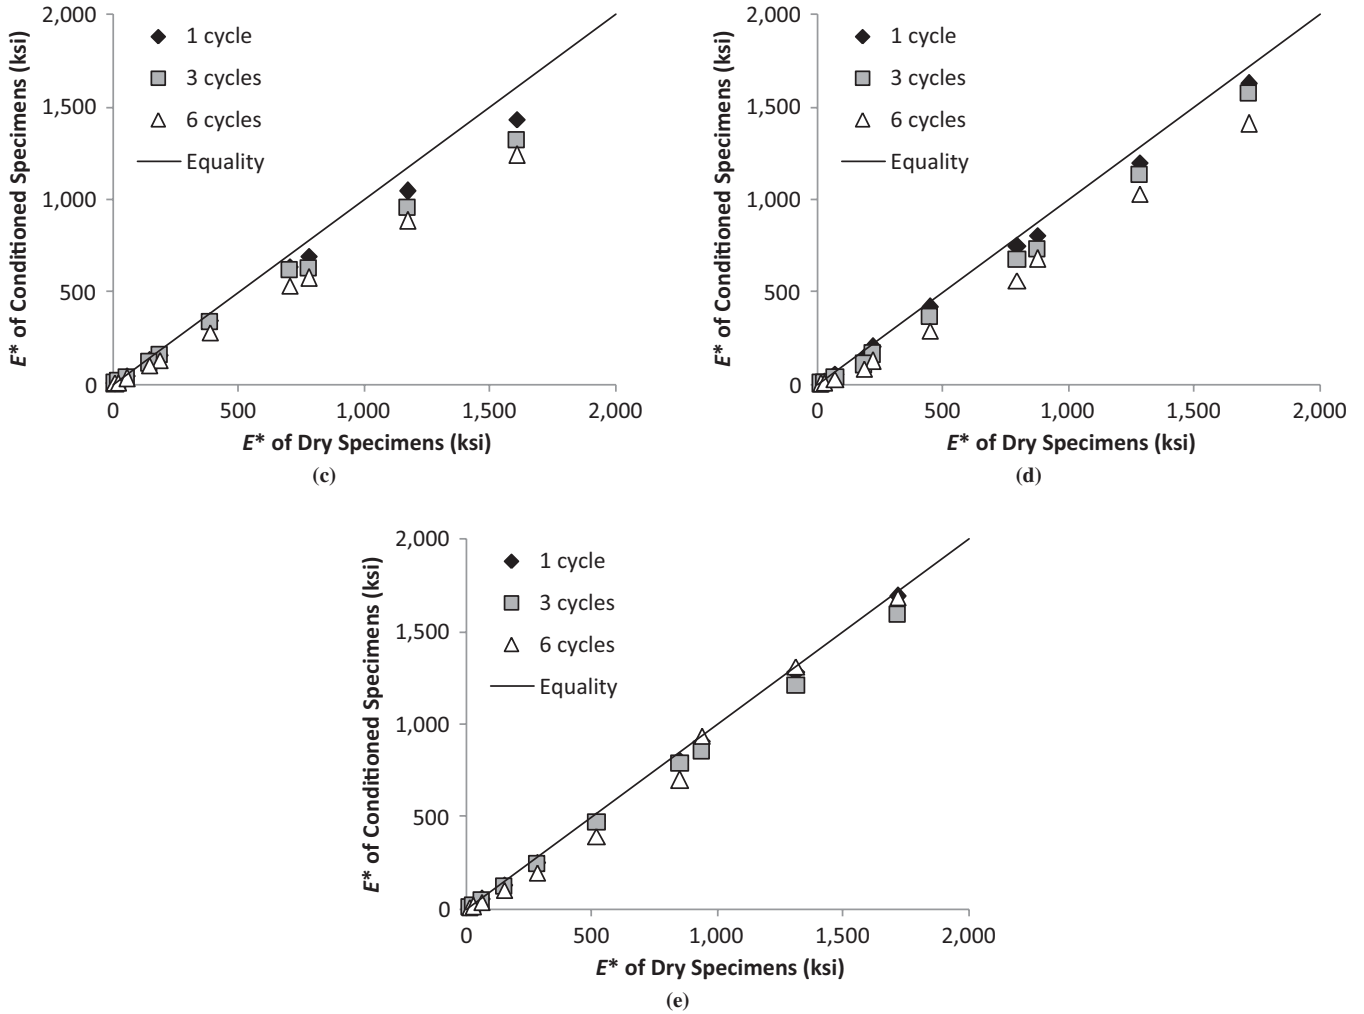 2,000
1,500
1,000
500
0
E* of Conditioned Specimens (ksi)
1 cycle
3 cycles
6 cycles
Equality
0 500 1,000 1,500 2,000
E* of Dry Specimens (ksi)
(c)
2,000
1,500
1,000
500
0
E* of Conditioned Specimens (ksi)
1 cycle
3 cycles
6 cycles
Equality
0 500 1,000 1,500 2,000
E* of Dry Specimens (ksi)
(d)
2,000
1,500
1,000
500
0
E* of Conditioned Specimens (ksi)
1 cycle
3 cycles
6 cycles
Equality
0 500 1,000 1,500 2,000
E* of Dry Specimens (ksi)
(e)